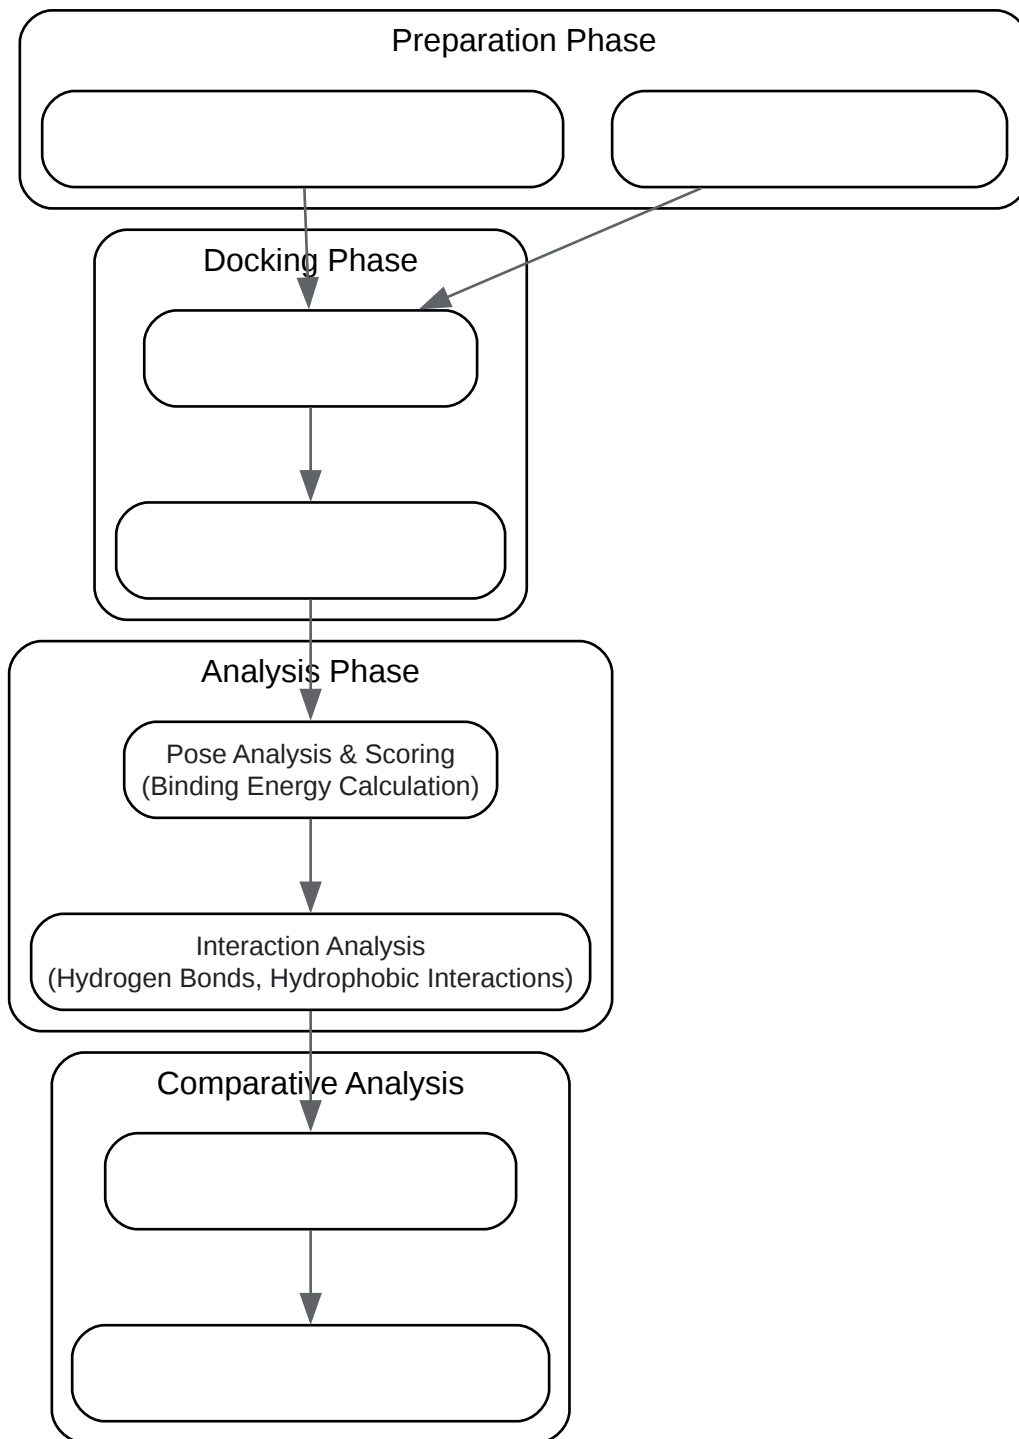 Preparation Phase
Docking Phase
Analysis Phase
Pose Analysis & Scoring
(Binding Energy Calculation)
Interaction Analysis
(Hydrogen Bonds, Hydrophobic Interactions)
Comparative Analysis